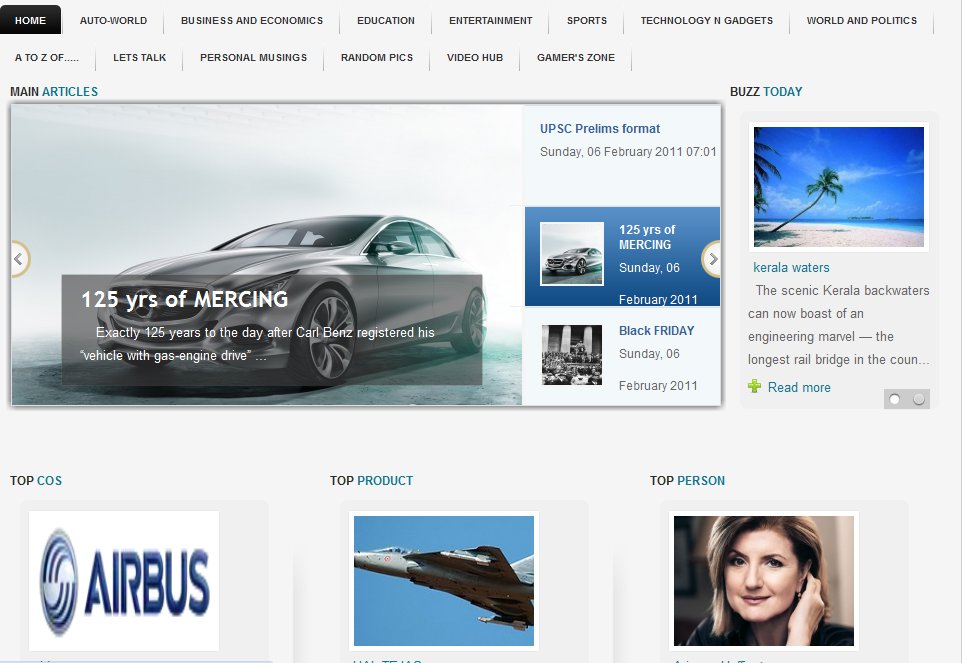 HOME
AUTO-WORLD
BUSINESS AND ECONOMICS
EDUCATION
ENTERTAINMENT
SPORTS
TECHNOLOGY N GADGETS
WORLD AND POLITICS
A TO Z OF.....
LETS TALK
PERSONAL MUSINGS
RANDOM PICS
VIDEO HUB
GAMER'S ZONE
MAIN ARTICLES
125 yrs of MERCING
Exactly 125 years to the day after Carl Benz registered his
“vehicle with gas-engine drive” ...
UPSC Prelims format
Sunday, 06 February 2011 07:01
125 yrs of
MERCING
Sunday, 06
February 2011
Black FRIDAY
Sunday, 06
February 2011
BUZZ TODAY
kerala waters
The scenic Kerala backwaters
can now boast of an
engineering marvel — the
longest rail bridge in the coun...
Read more
TOP COS
AIRBUS
TOP PRODUCT
HAL TEJAS
TOP PERSON